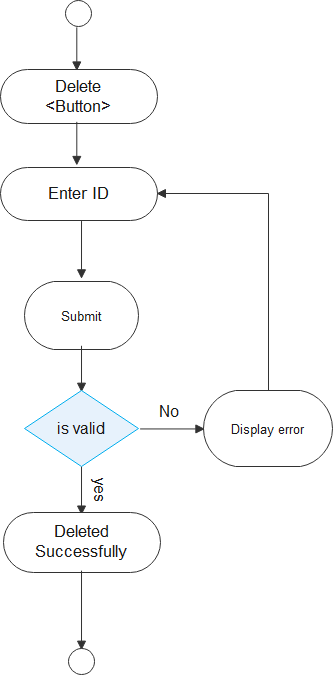 Delete
<Button>
Enter ID
Submit
is valid
No
Display error
yes
Deleted
Successfully